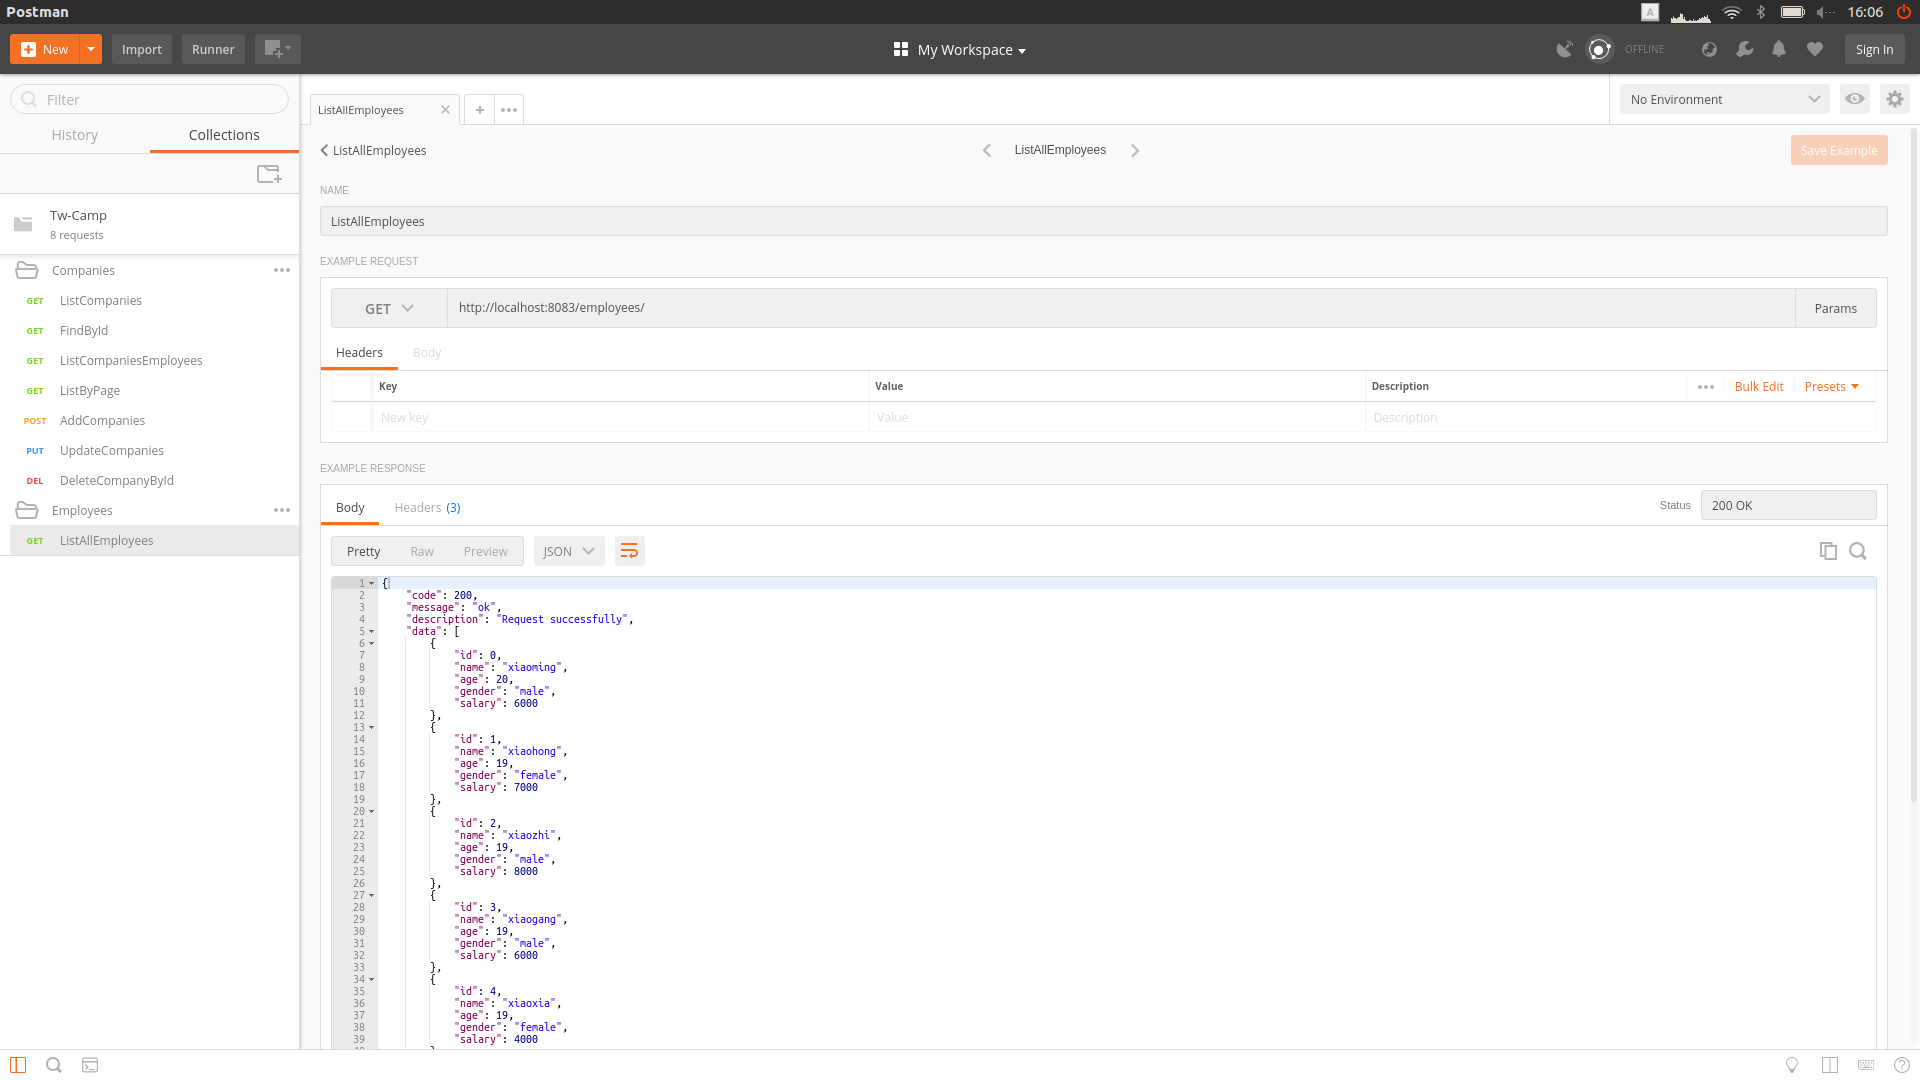 Postman
A
16:06
New
Import
Runner
My Workspace
OFFLINE
Sign In
Filter
History
Collections
Tw-Camp
8 requests
Companies
GET ListCompanies
GET FindById
GET ListCompaniesEmployees
GET ListByPage
POST AddCompanies
PUT UpdateCompanies
DEL DeleteCompanyById
Employees
GET ListAllEmployees
ListAllEmployees
No Environment
ListAllEmployees
ListAllEmployees
Save Example
NAME
ListAllEmployees
EXAMPLE REQUEST
GET
http://localhost:8083/employees/
Params
Headers
Body
Key
Value
Description
Bulk Edit
Presets
New key
Value
Description
EXAMPLE RESPONSE
Body
Headers (3)
Status
200 OK
Pretty
Raw
Preview
JSON
1 {
2 "code": 200,
3 "message": "ok",
4 "description": "Request successfully",
5 "data": [
6 {
7 "id": 0,
8 "name": "xiaoming",
9 "age": 20,
10 "gender": "male",
11 "salary": 6000
12 },
13 {
14 "id": 1,
15 "name": "xiaohong",
16 "age": 19,
17 "gender": "female",
18 "salary": 7000
19 },
20 {
21 "id": 2,
22 "name": "xiaozhi",
23 "age": 19,
24 "gender": "male",
25 "salary": 8000
26 },
27 {
28 "id": 3,
29 "name": "xiaogang",
30 "age": 19,
31 "gender": "male",
32 "salary": 6000
33 },
34 {
35 "id": 4,
36 "name": "xiaoxia",
37 "age": 19,
38 "gender": "female",
39 "salary": 4000